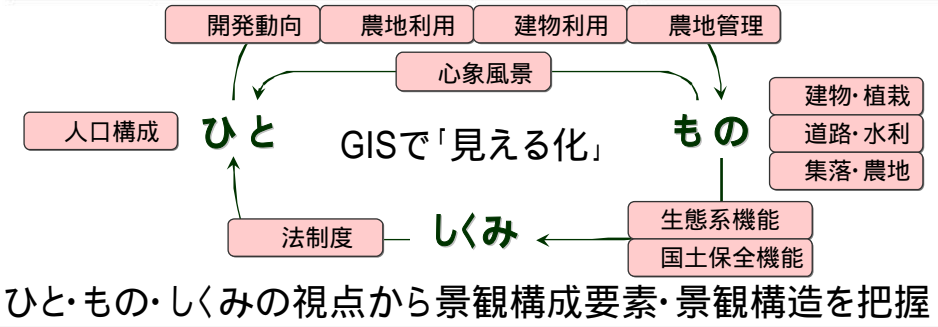 開発動向 農地利用 建物利用 農地管理
心象風景
建物・植栽
人口構成 ひと GISで「見える化」 もの 道路・水利
集落・農地
法制度 しくみ 生態系機能
国土保全機能
ひと・もの・しくみの視点から景観構成要素・景観構造を把握